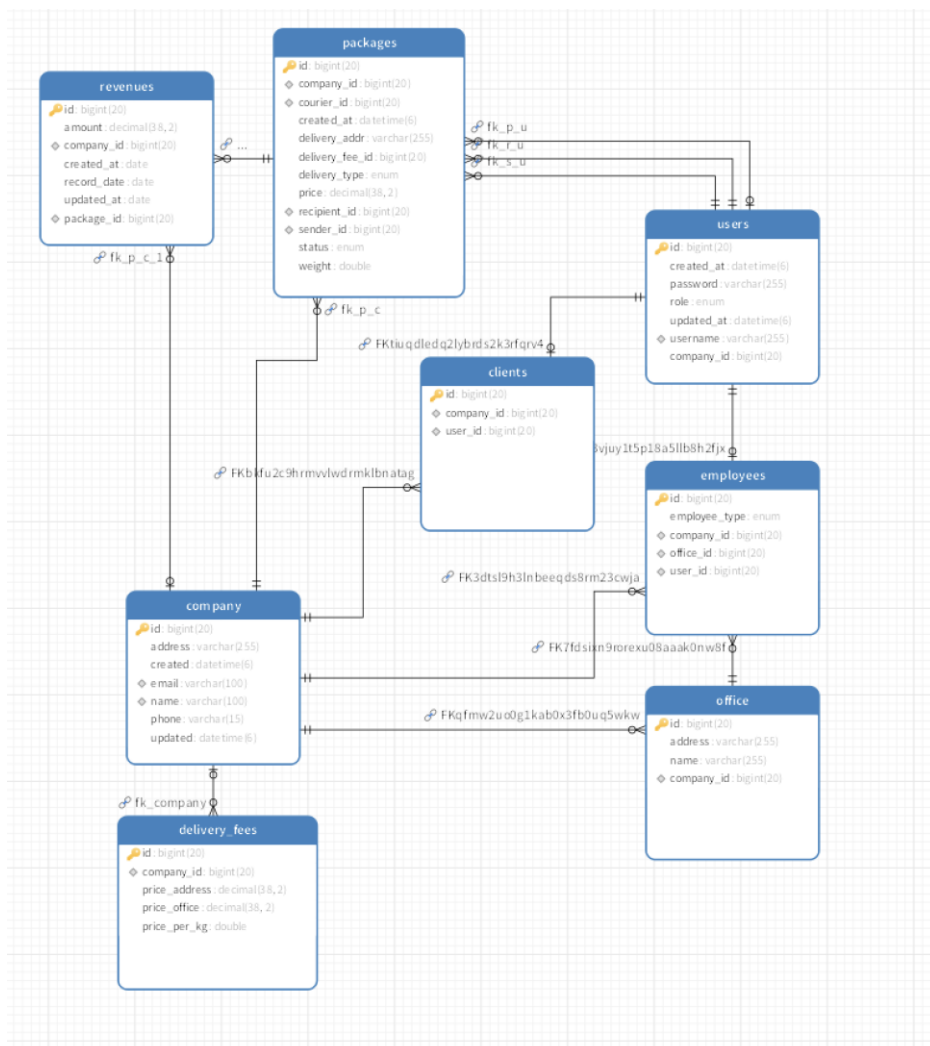 packages
id: bigint(20)
company_id: bigint(20)
courier_id: bigint(20)
created_at: datetime(6)
delivery_addr: varchar(255)
delivery_fee_id: bigint(20)
delivery_type: enum
price: decimal(38, 2)
recipient_id: bigint(20)
sender_id: bigint(20)
status: enum
weight: double
revenues
id: bigint(20)
amount: decimal(38, 2)
company_id: bigint(20)
created_at: date
record_date: date
updated_at: date
package_id: bigint(20)
...
fk_p_u
fk_r_u
fk_s_u
users
id: bigint(20)
created_at: datetime(6)
password: varchar(255)
role: enum
updated_at: datetime(6)
username: varchar(255)
company_id: bigint(20)
fk_p_c_1
fk_p_c
FKtiuqdledq2lybrds2k3rfqrv4
clients
id: bigint(20)
company_id: bigint(20)
user_id: bigint(20)
FKbkfu2c9hrmvvlwdrmklbnatag
vjuy1t5p18a5llb8h2fjx
employees
id: bigint(20)
employee_type: enum
company_id: bigint(20)
office_id: bigint(20)
user_id: bigint(20)
FK3dtsl9h3lnbeeqds8rm23cwja
company
id: bigint(20)
address: varchar(255)
created: datetime(6)
email: varchar(100)
name: varchar(100)
phone: varchar(15)
updated: datetime(6)
FK7fdsixn9rorexu08aaak0nw8f
FKqfmw2uo0g1kab0x3fb0uq5wkw
office
id: bigint(20)
address: varchar(255)
name: varchar(255)
company_id: bigint(20)
fk_company
delivery_fees
id: bigint(20)
company_id: bigint(20)
price_address: decimal(38, 2)
price_office: decimal(38, 2)
price_per_kg: double